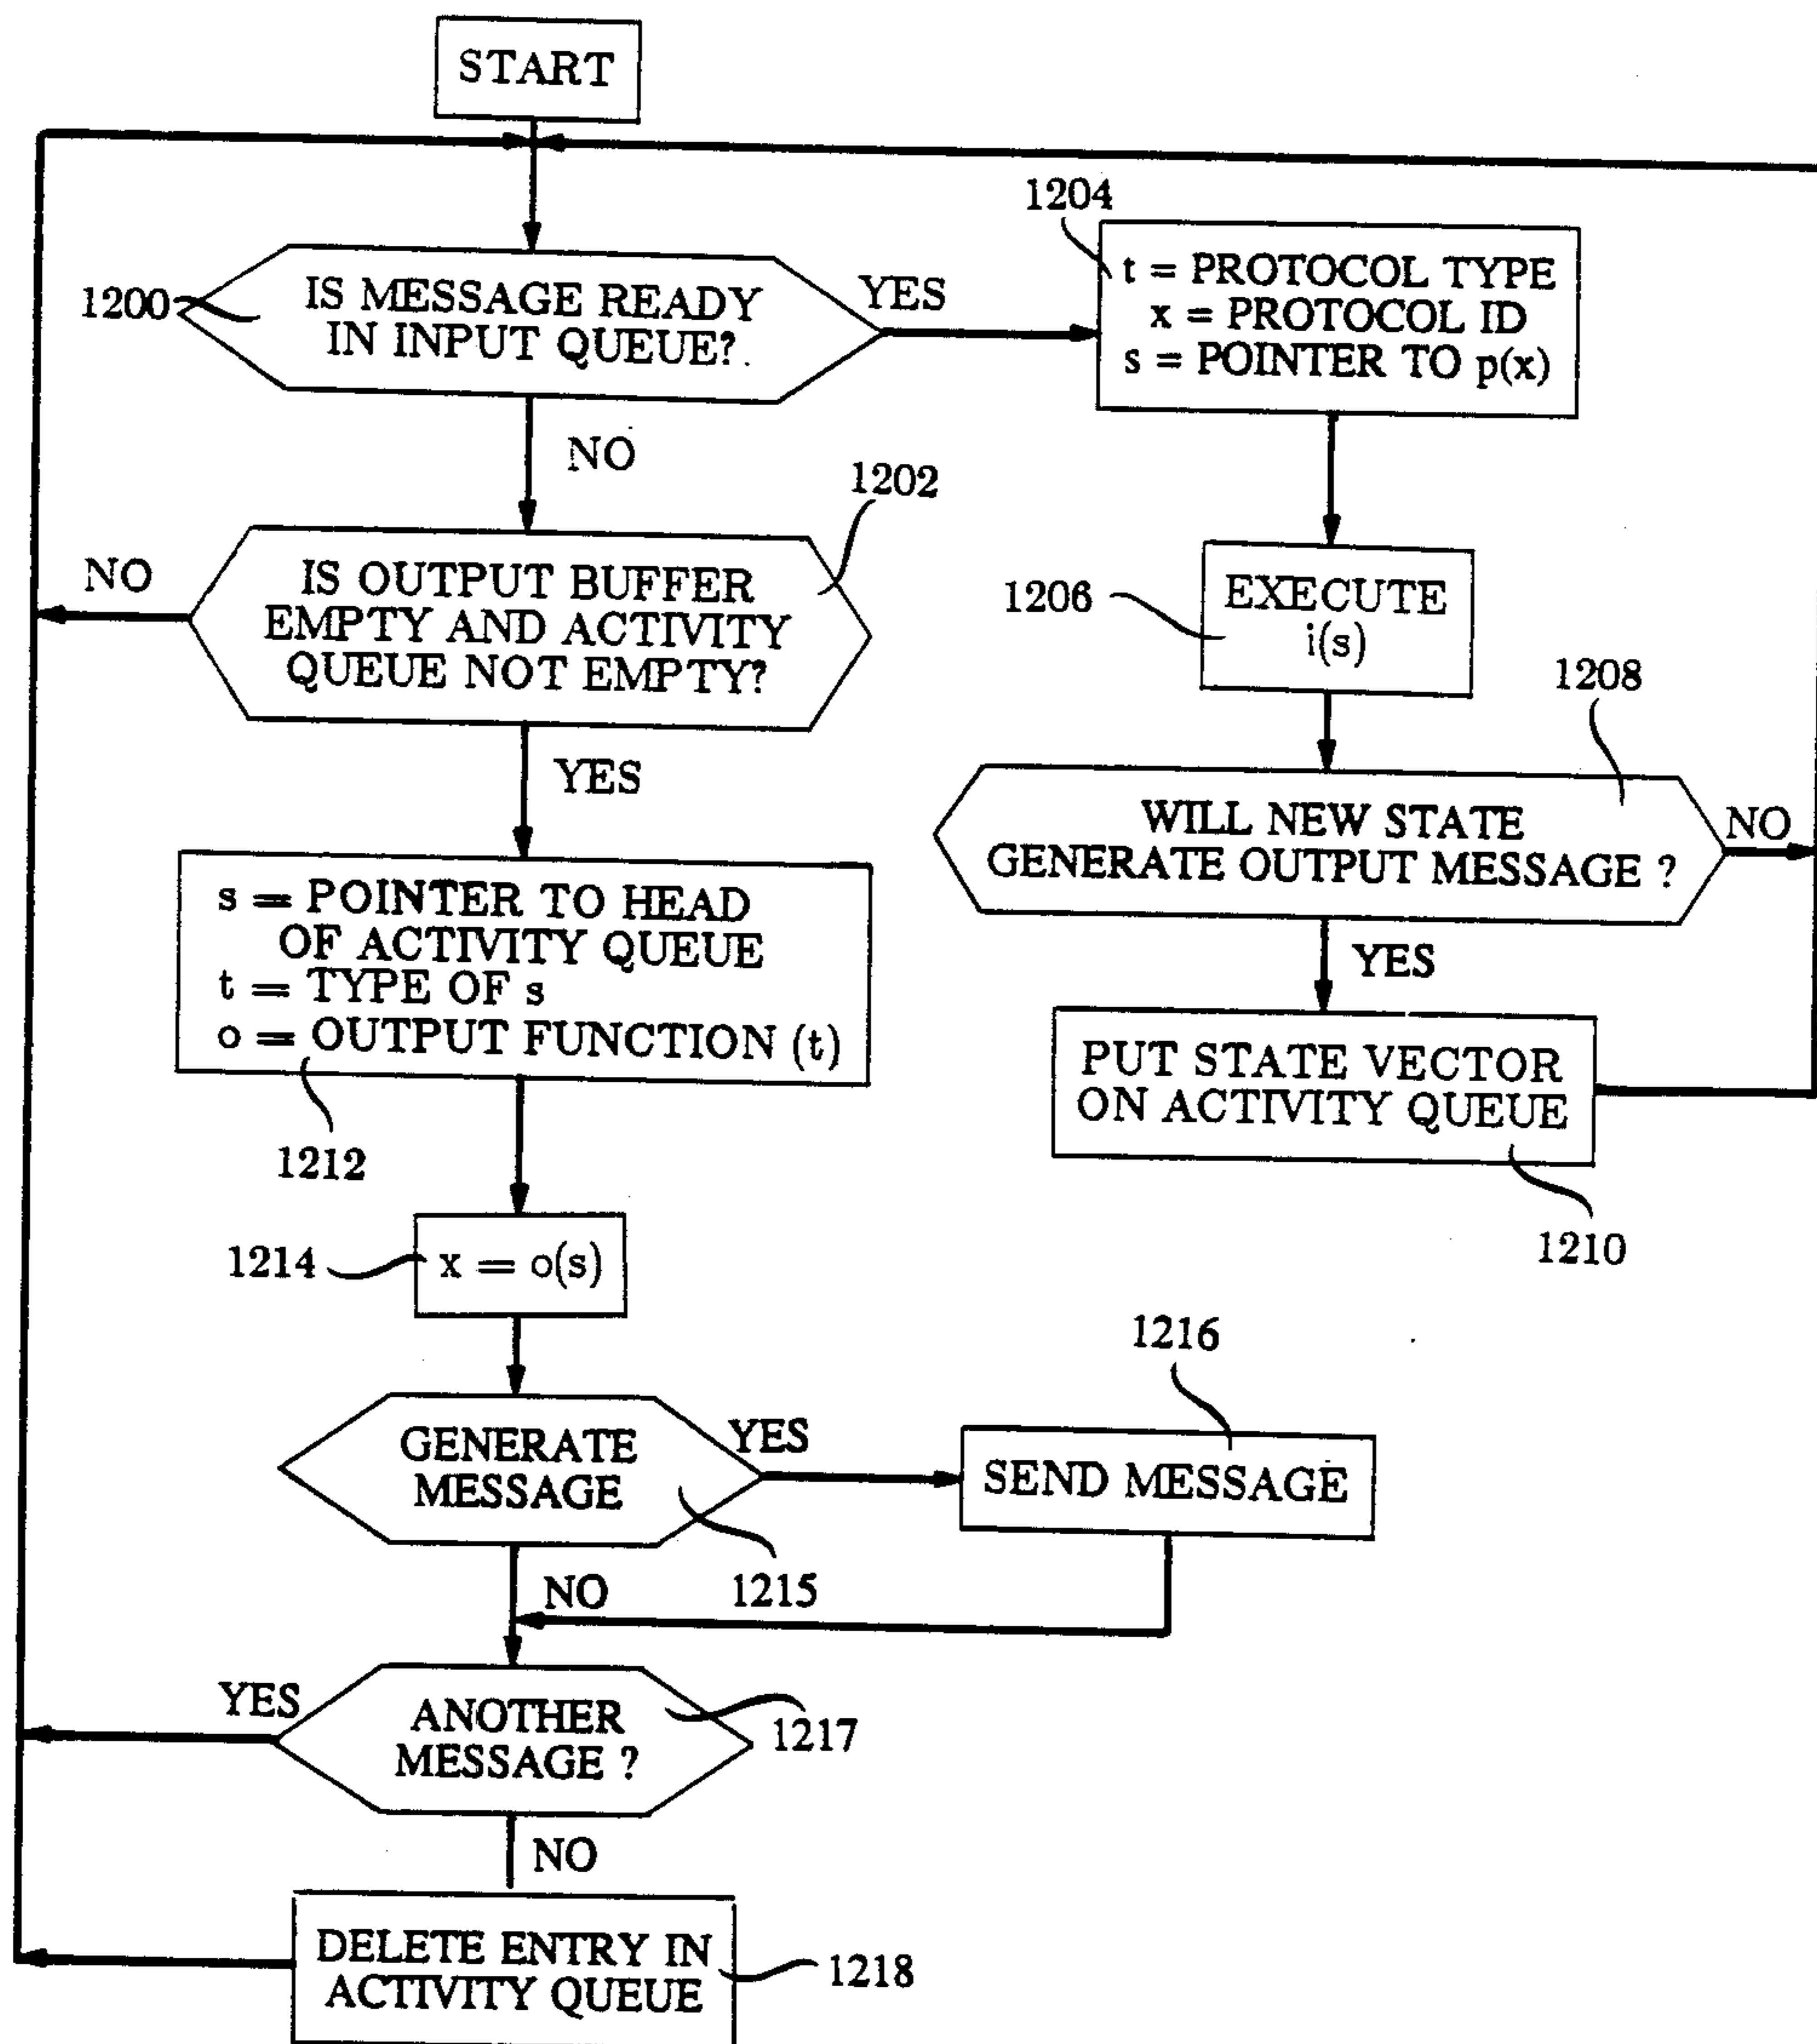 START
1200
IS MESSAGE READY
IN INPUT QUEUE?
YES
NO
1204
t = PROTOCOL TYPE
x = PROTOCOL ID
s = POINTER TO p(x)
1202
NO
IS OUTPUT BUFFER
EMPTY AND ACTIVITY
QUEUE NOT EMPTY?
YES
1206
EXECUTE
i(s)
1208
WILL NEW STATE
GENERATE OUTPUT MESSAGE ?
NO
YES
s = POINTER TO HEAD
OF ACTIVITY QUEUE
t = TYPE OF s
o = OUTPUT FUNCTION (t)
1212
PUT STATE VECTOR
ON ACTIVITY QUEUE
1210
1214
x = o(s)
GENERATE
MESSAGE
YES
1216
SEND MESSAGE
1215
NO
YES
ANOTHER
MESSAGE ?
1217
NO
DELETE ENTRY IN
ACTIVITY QUEUE
1218